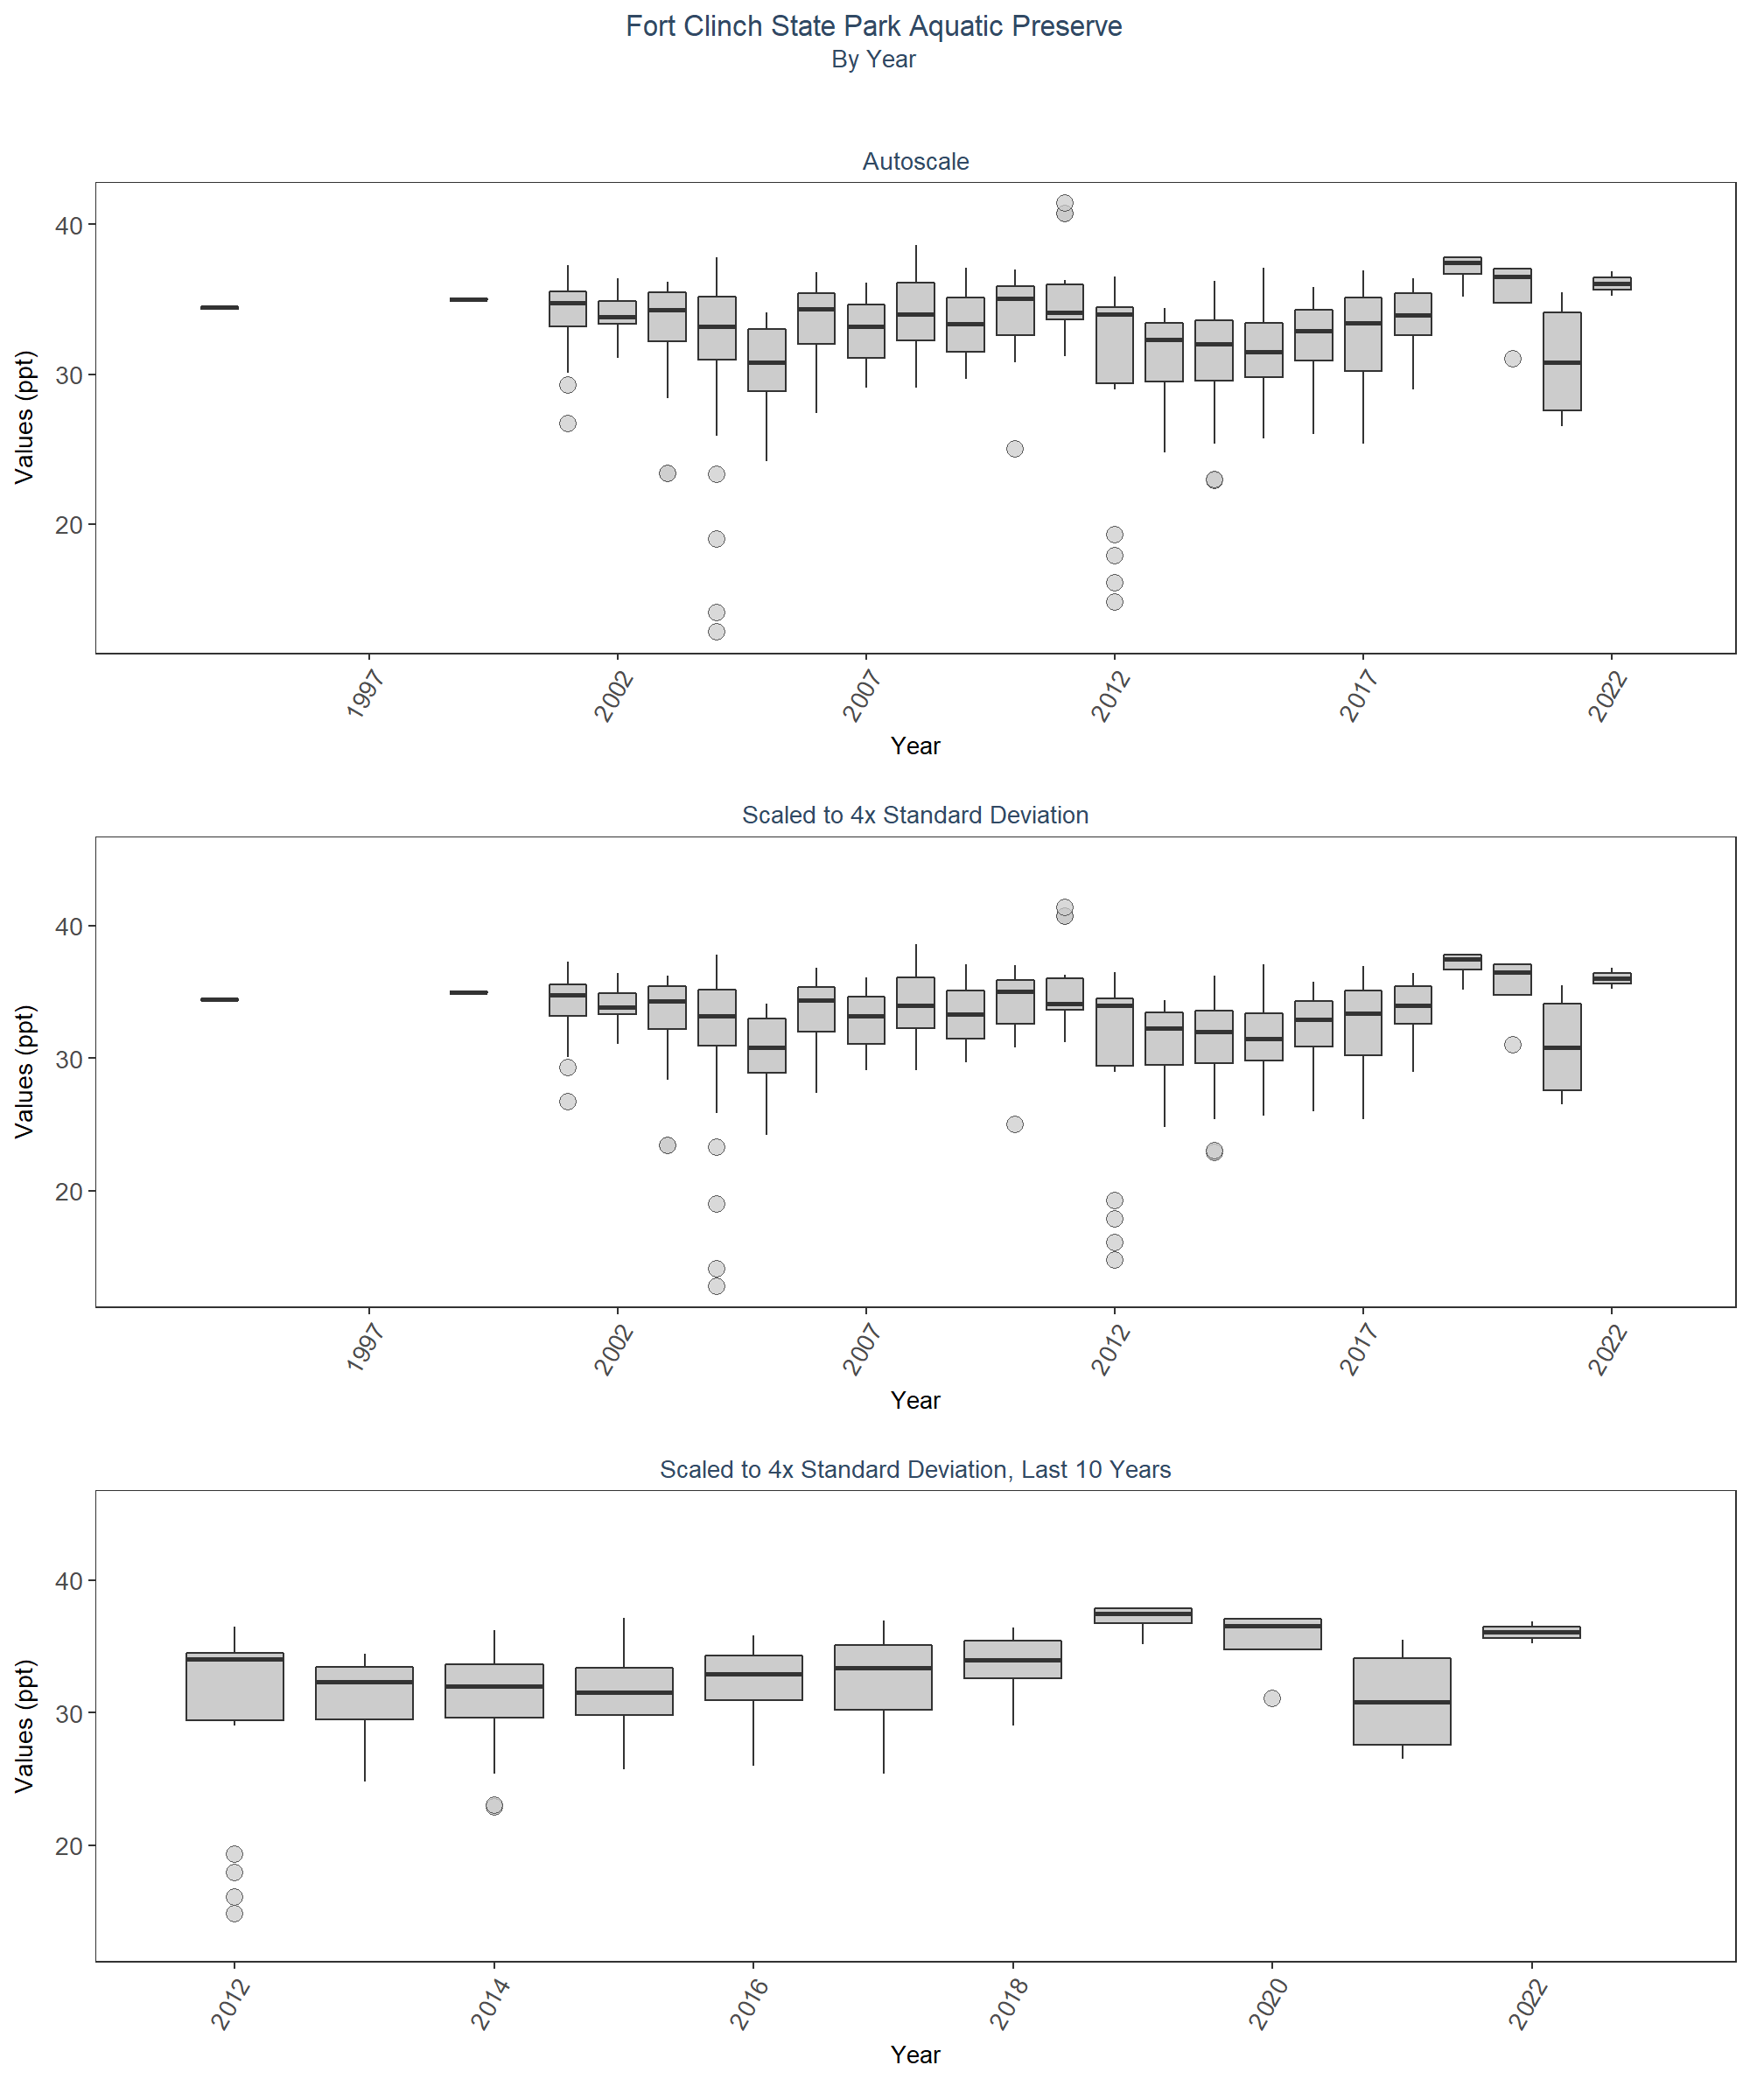 Fort Clinch State Park Aquatic Preserve
By Year
Autoscale
Values (ppt)
40
30
20
1997 2002 2007 2012 2017 2022
Year
Scaled to 4x Standard Deviation
Values (ppt)
40
30
20
1997 2002 2007 2012 2017 2022
Year
Scaled to 4x Standard Deviation, Last 10 Years
Values (ppt)
40
30
20
2012 2014 2016 2018 2020 2022
Year